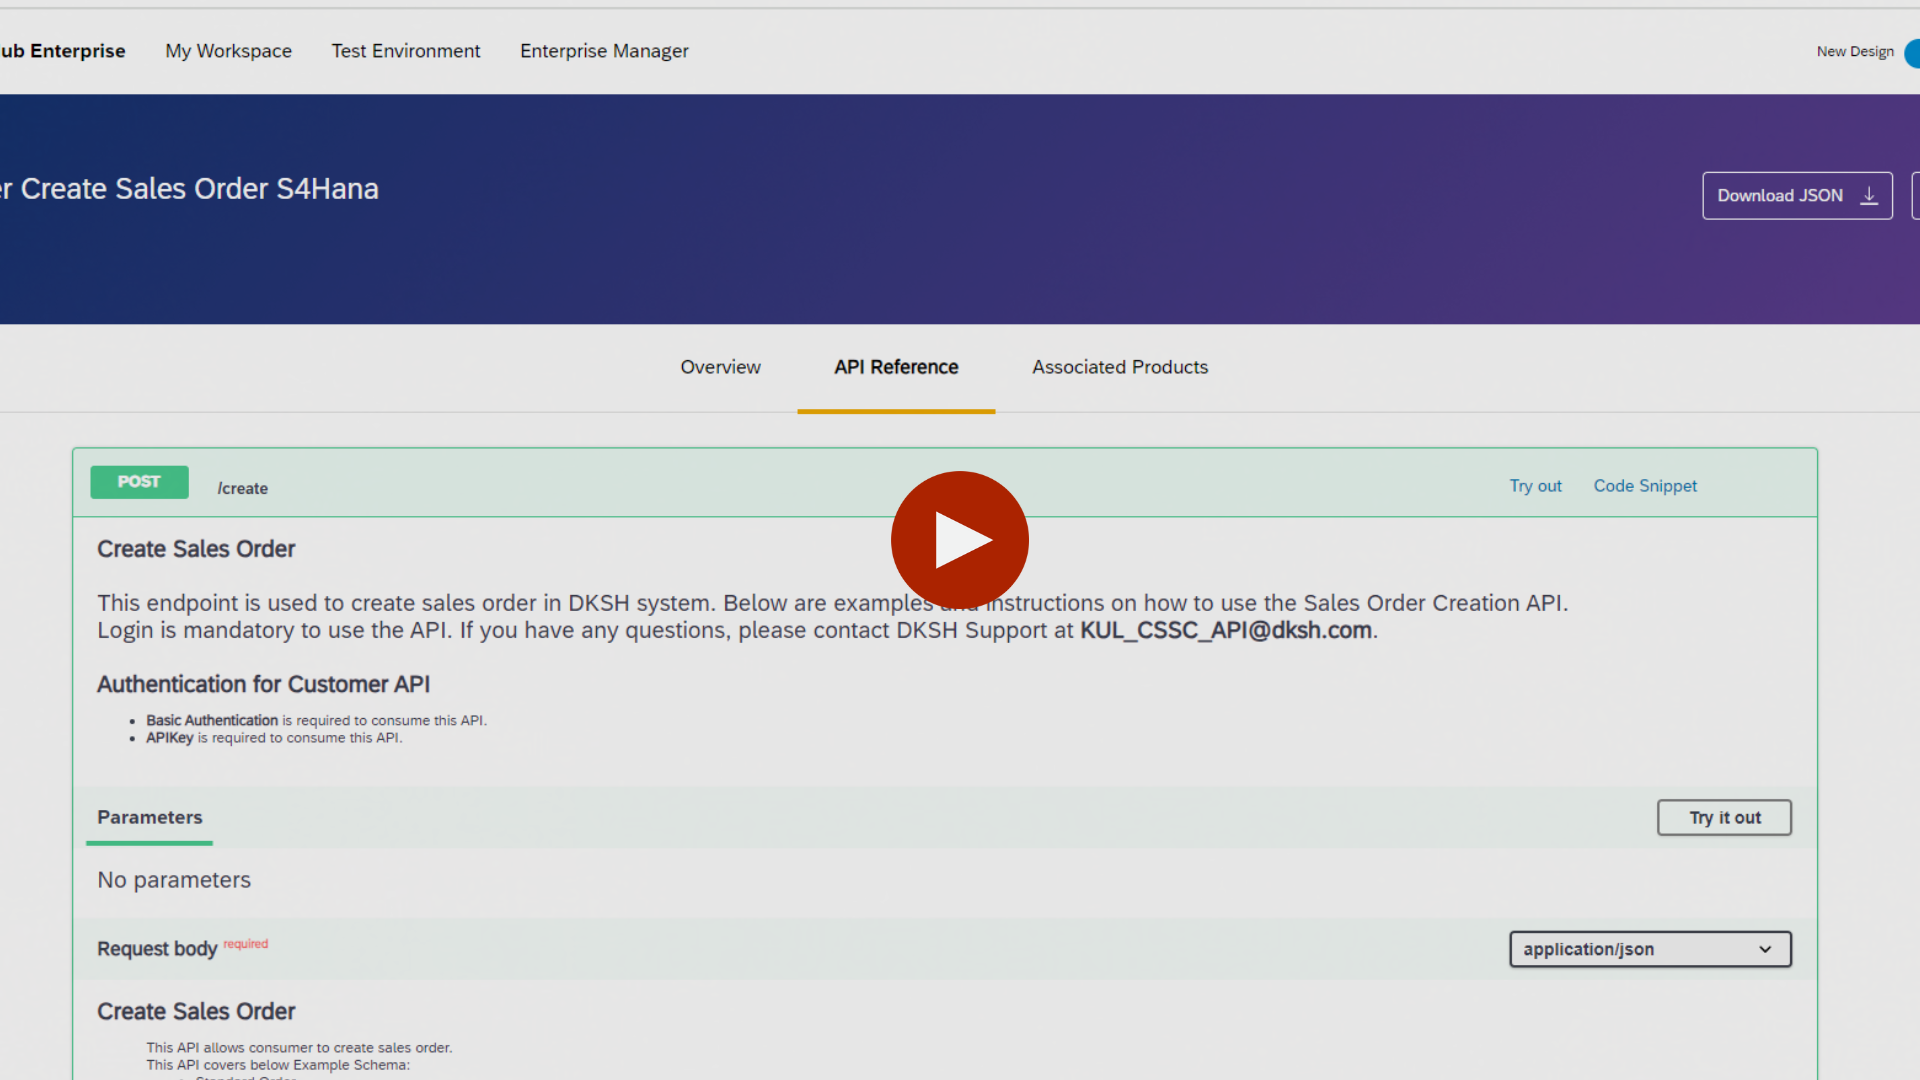 ub Enterprise My Workspace Test Environment Enterprise Manager New Design
r Create Sales Order S4Hana
Download JSON
Overview API Reference Associated Products
POST /create Try out Code Snippet
Create Sales Order
This endpoint is used to create sales order in DKSH system. Below are examples and instructions on how to use the Sales Order Creation API.
Login is mandatory to use the API. If you have any questions, please contact DKSH Support at KUL_CSSC_API@dksh.com.
Authentication for Customer API
• Basic Authentication is required to consume this API.
• APIKey is required to consume this API.
Parameters Try it out
No parameters
Request body required application/json
Create Sales Order
This API allows consumer to create sales order.
This API covers below Example Schema:
Standard Order